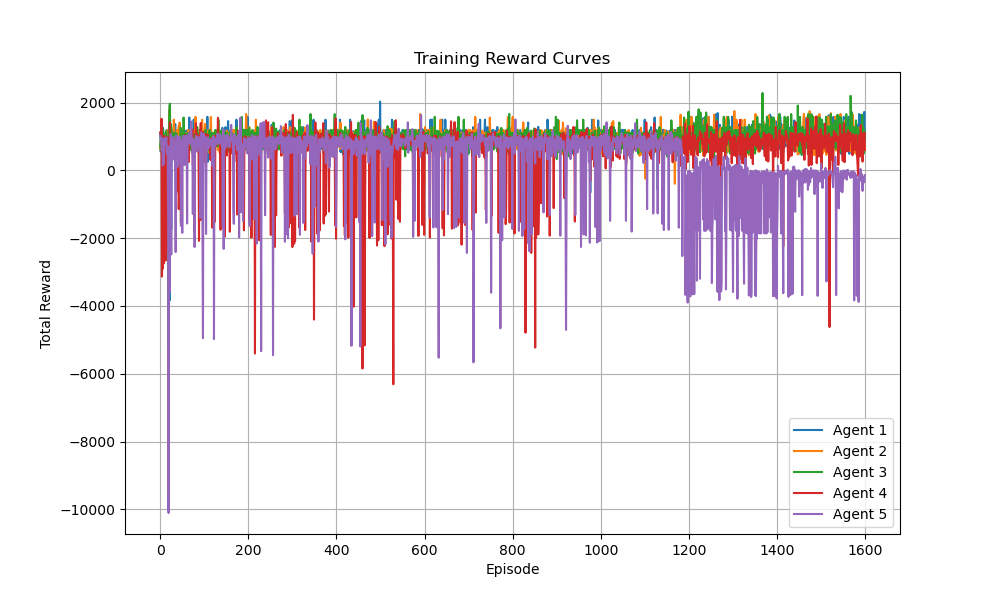 Training Reward Curves
2000
0
−2000
−4000
−6000
−8000
−10000
Total Reward
0 200 400 600 800 1000 1200 1400 1600
Episode
Agent 1
Agent 2
Agent 3
Agent 4
Agent 5